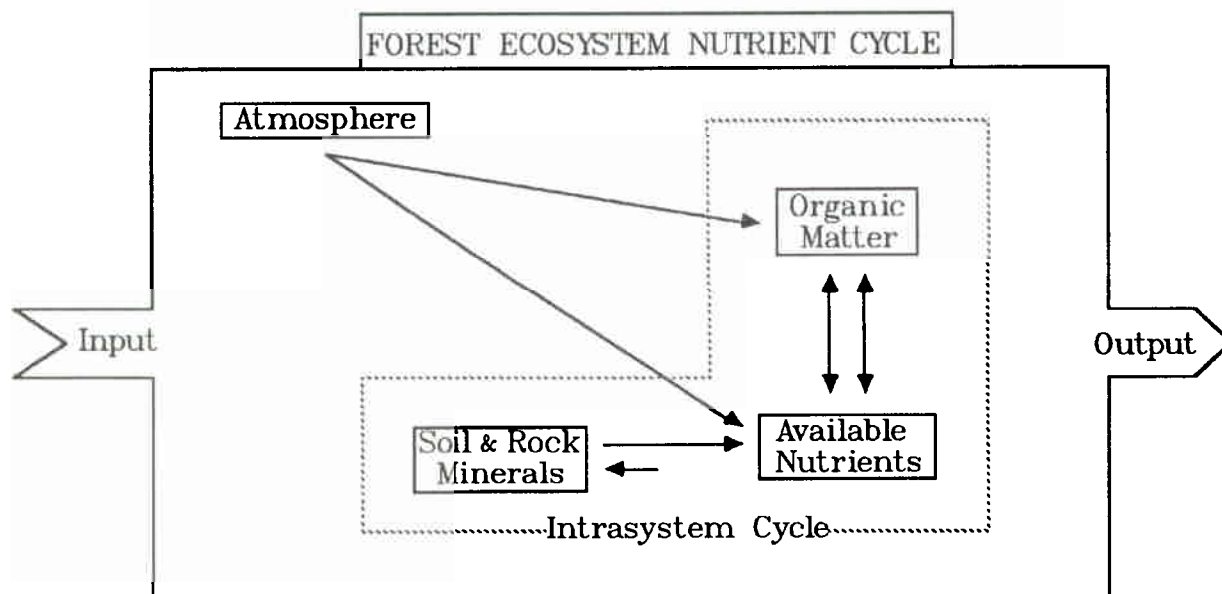 FOREST ECOSYSTEM NUTRIENT CYCLE
Atmosphere
Organic
Matter
Input
Output
Soil & Rock
Minerals
Available
Nutrients
Intrasystem Cycle